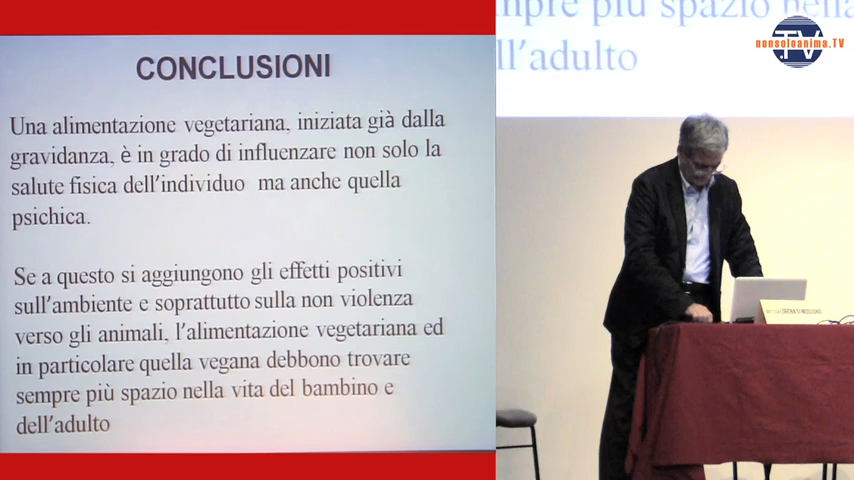 CONCLUSIONI
Una alimentazione vegetariana, iniziata già dalla
gravidanza, è in grado di influenzare non solo la
salute fisica dell'individuo ma anche quella
psichica.
Se a questo si aggiungono gli effetti positivi
sull'ambiente e soprattutto sulla non violenza
verso gli animali, l'alimentazione vegetariana ed
in particolare quella vegana debbono trovare
sempre più spazio nella vita del bambino e
dell'adulto
mpre più spazio nella
ll'adulto
TV
nonsoloanima.TV